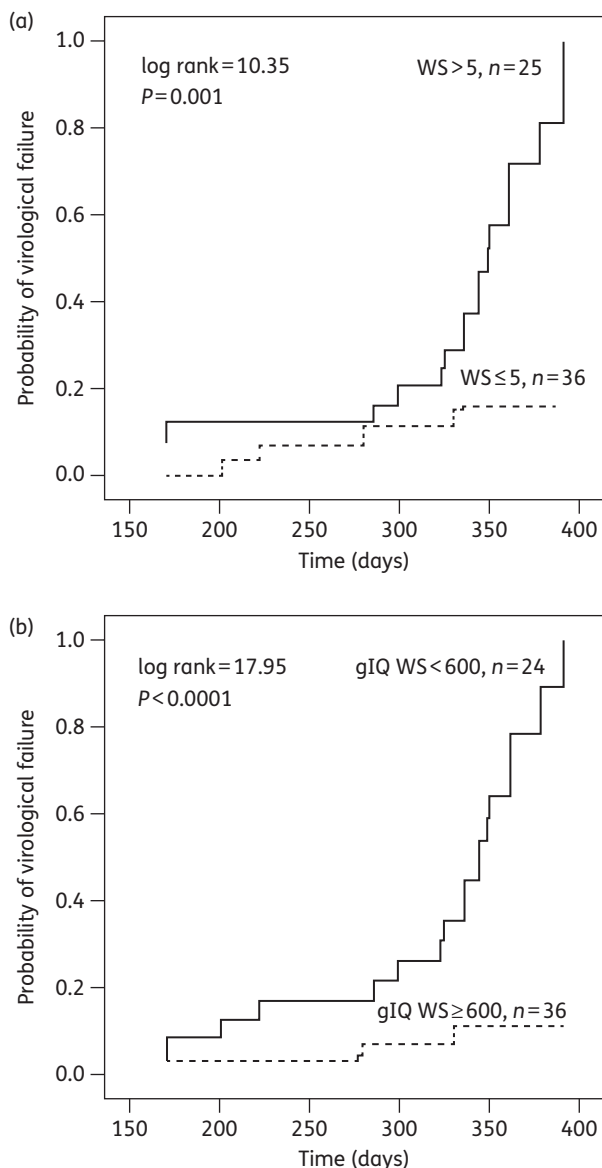 (a)
1.0
log rank=10.35
WS>5, n=25
P=0.001
0.8
0.6
0.4
WS≤5, n=36
0.2
0.0
Probability of virological failure
150 200 250 300 350 400
Time (days)
(b)
1.0
log rank=17.95
gIQ WS<600, n=24
P<0.0001
0.8
0.6
0.4
0.2
gIQ WS≥600, n=36
0.0
Probability of virological failure
150 200 250 300 350 400
Time (days)